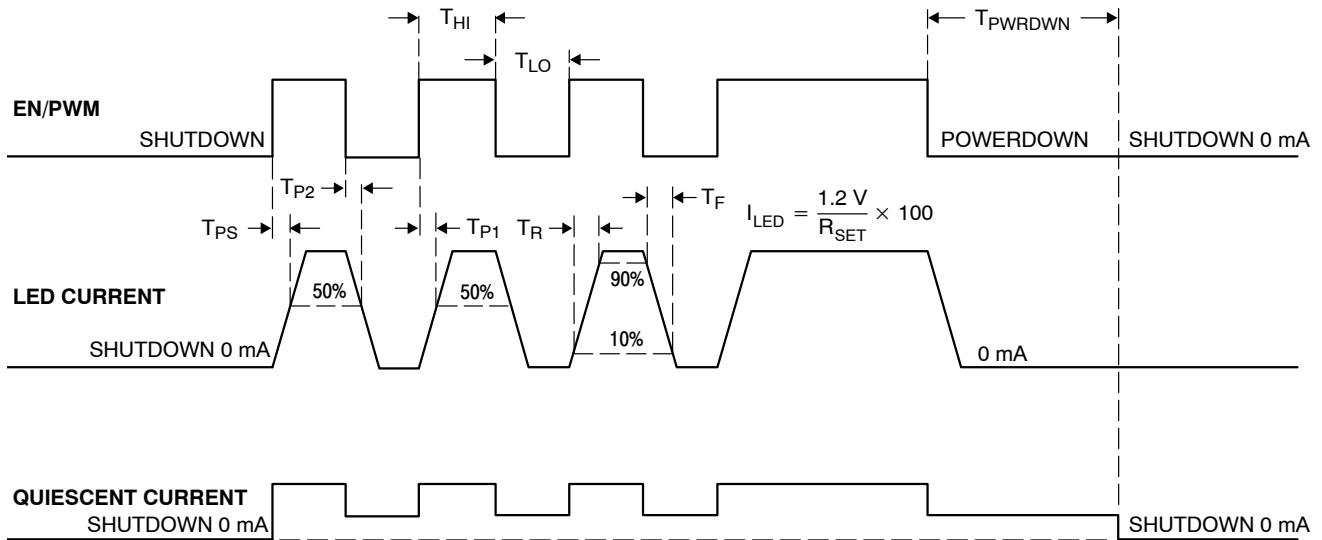 T_HI
T_PWRDWN
T_LO
EN/PWM
SHUTDOWN
POWERDOWN
SHUTDOWN 0 mA
T_P2
T_F
I_LED = 1.2 V / R_SET × 100
T_PS
T_P1
T_R
LED CURRENT
50%
50%
90%
10%
SHUTDOWN 0 mA
0 mA
QUIESCENT CURRENT
SHUTDOWN 0 mA
SHUTDOWN 0 mA